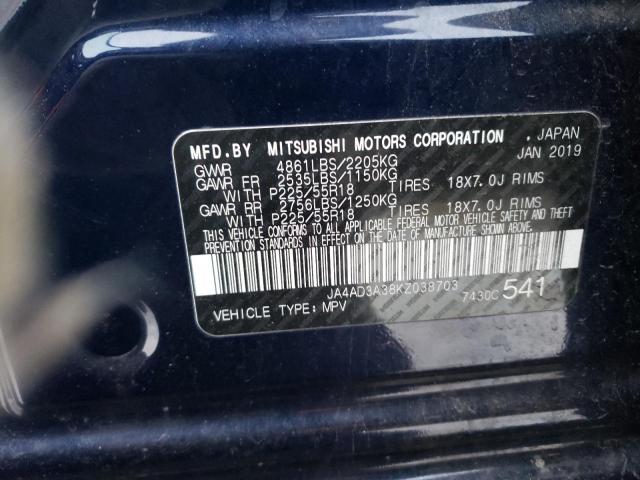 MFD.BY MITSUBISHI MOTORS CORPORATION , JAPAN
GVWR 4861LBS/2205KG JAN 2019
GAWR FR 2535LBS/1150KG
WITH P225/55R18 TIRES 18X7.0J RIMS
GAWR RR 2756LBS/1250KG
WITH P225/55R18 TIRES 18X7.0J RIMS
THIS VEHICLE CONFORMS TO ALL APPLICABLE FEDERAL MOTOR VEHICLE SAFETY AND THEFT
PREVENTION STANDARDS IN EFFECT ON THE DATE OF MANUFACTURE SHOWN ABOVE.
JA4AD3A38KZ038703
VEHICLE TYPE: MPV 7430C 541